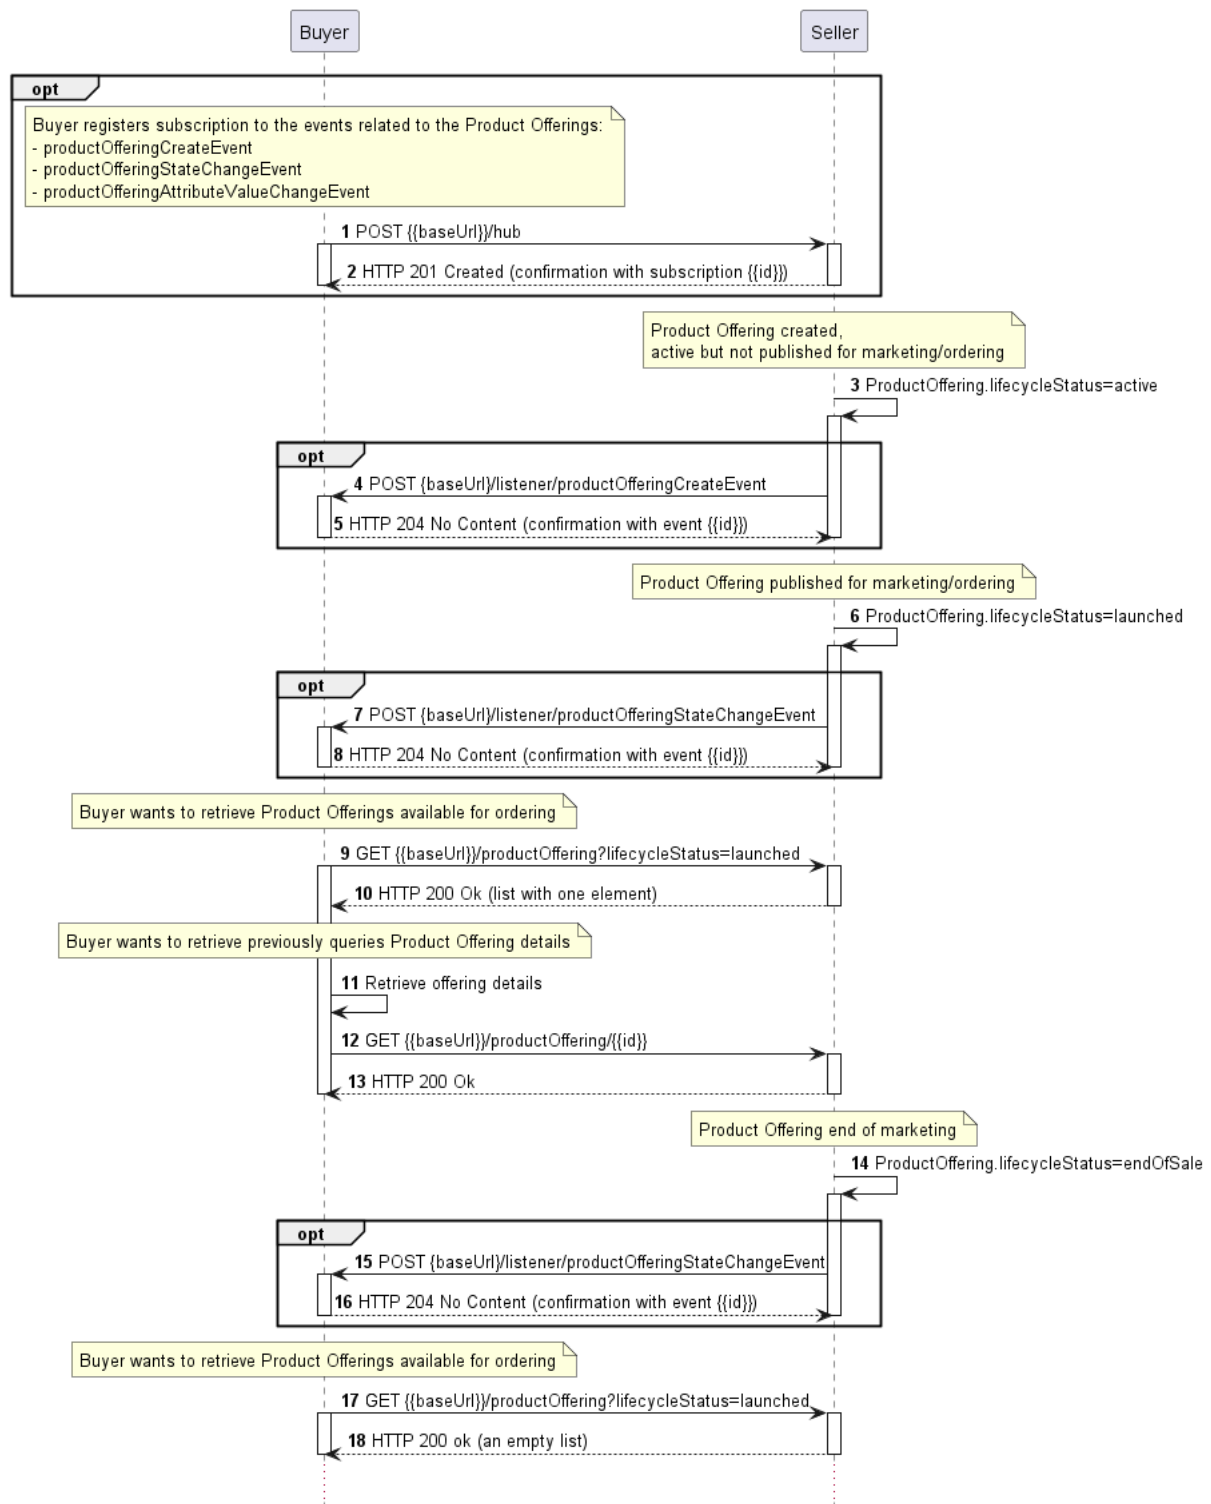 Buyer
Seller
opt
Buyer registers subscription to the events related to the Product Offerings:
- productOfferingCreateEvent
- productOfferingStateChangeEvent
- productOfferingAttributeValueChangeEvent
1 POST {{baseUrl}}/hub
2 HTTP 201 Created (confirmation with subscription {{id}})
Product Offering created,
active but not published for marketing/ordering
3 ProductOffering.lifecycleStatus=active
opt
4 POST {baseUrl}/listener/productOfferingCreateEvent
5 HTTP 204 No Content (confirmation with event {{id}})
Product Offering published for marketing/ordering
6 ProductOffering.lifecycleStatus=launched
opt
7 POST {baseUrl}/listener/productOfferingStateChangeEvent
8 HTTP 204 No Content (confirmation with event {{id}})
Buyer wants to retrieve Product Offerings available for ordering
9 GET {{baseUrl}}/productOffering?lifecycleStatus=launched
10 HTTP 200 Ok (list with one element)
Buyer wants to retrieve previously queries Product Offering details
11 Retrieve offering details
12 GET {{baseUrl}}/productOffering/{{id}}
13 HTTP 200 Ok
Product Offering end of marketing
14 ProductOffering.lifecycleStatus=endOfSale
opt
15 POST {baseUrl}/listener/productOfferingStateChangeEvent
16 HTTP 204 No Content (confirmation with event {{id}})
Buyer wants to retrieve Product Offerings available for ordering
17 GET {{baseUrl}}/productOffering?lifecycleStatus=launched
18 HTTP 200 ok (an empty list)